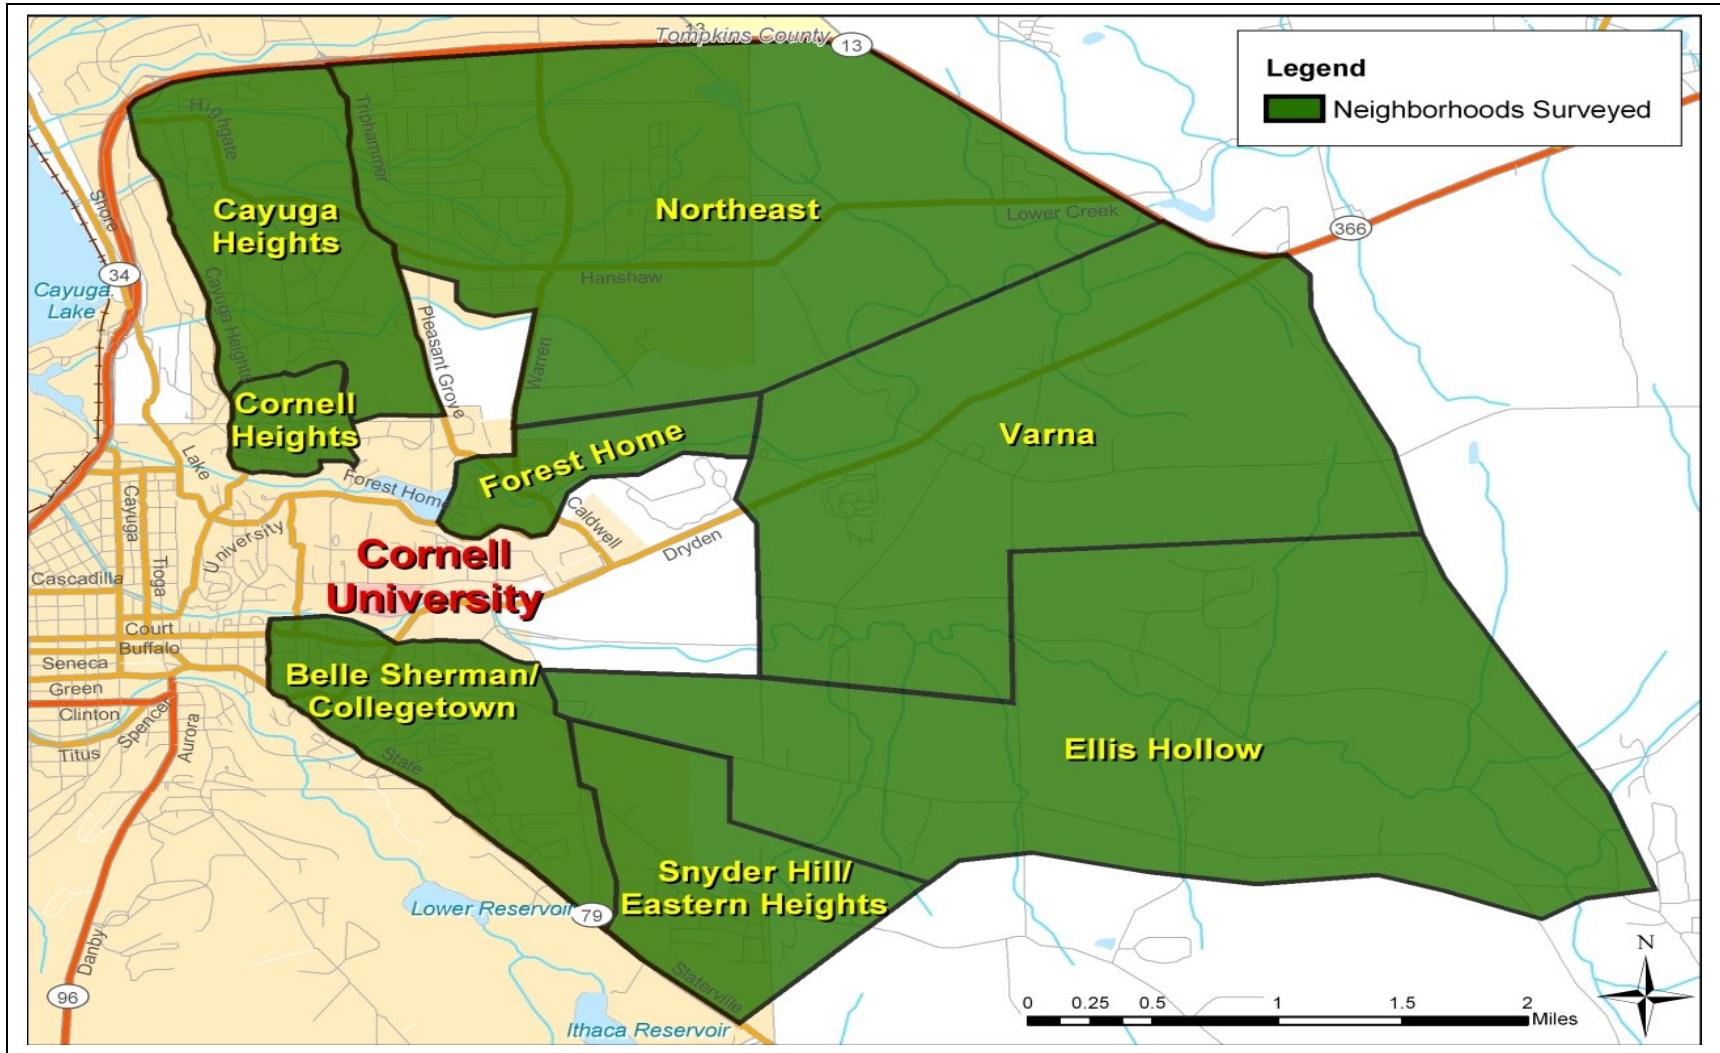 Tompkins County
13
13
Legend
Neighborhoods Surveyed
Highgate
Triphammer
Shore
Cayuga
Heights
Northeast
Lower Creek
366
34
Hanshaw
Cayuga
Lake
Cayuga Heights
Pleasant Grove
Warren
Cornell
Heights
Forest Home
Varna
Lake
Forest Home
Cayuga
University
Caldwell
Dryden
Cornell
University
Cascadilla
Tioga
Court
Buffalo
Seneca
Green
Clinton
Spencer
Titus
Aurora
Belle Sherman/
Collegetown
State
Ellis Hollow
Snyder Hill/
Eastern Heights
Lower Reservoir
79
Danby
96
Slaterville
Ithaca Reservoir
N
0 0.25 0.5 1 1.5 2
Miles